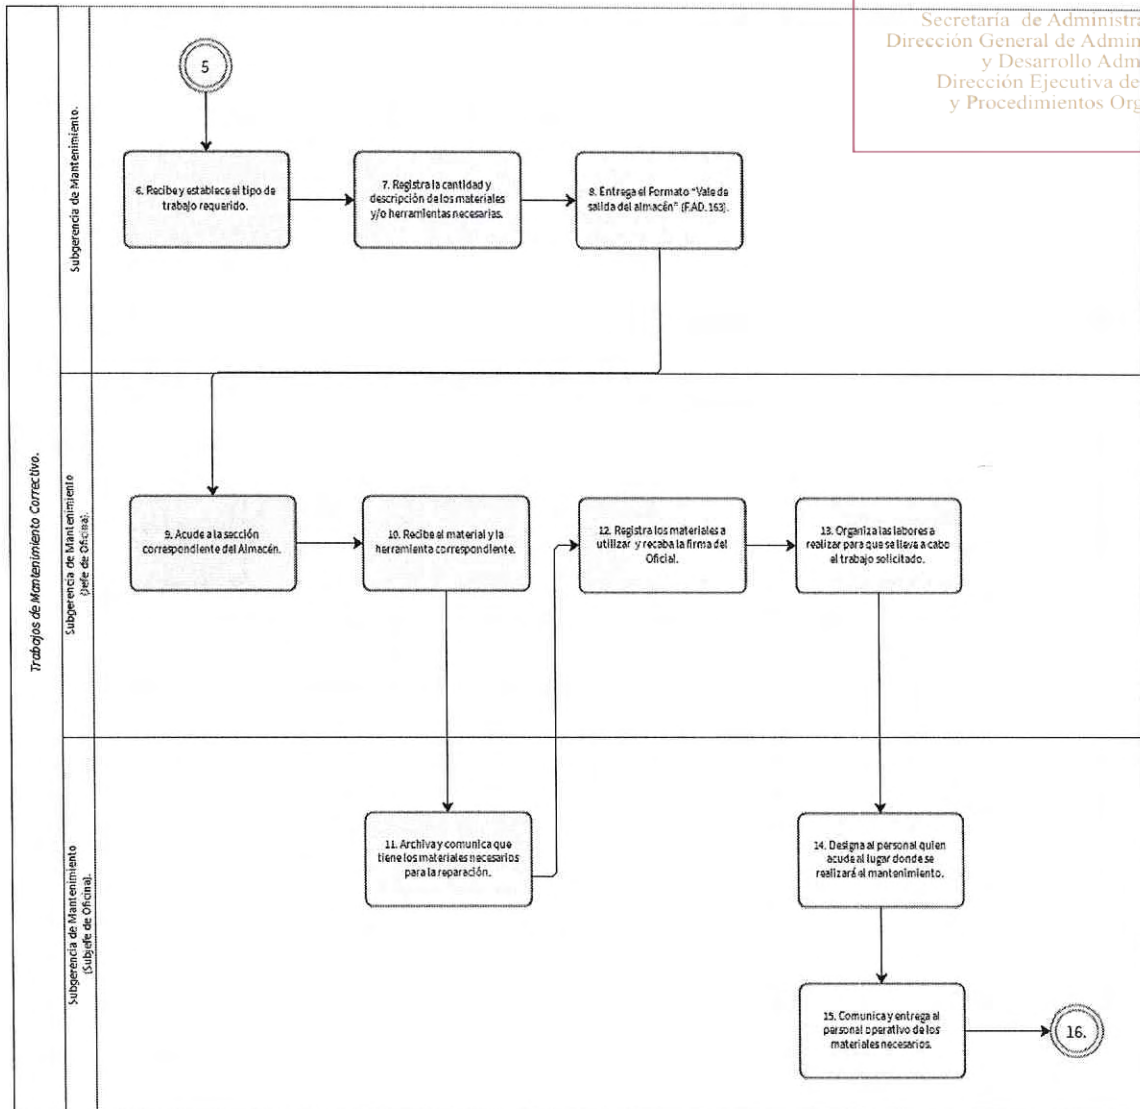 Secretaría de Administra
Dirección General de Admin
y Desarrollo Adm
Dirección Ejecutiva de
y Procedimientos Org
Trabajos de Mantenimiento Correctivo.
Subgerencia de Mantenimiento.
5
6. Recibe y establece el tipo de
trabajo requerido.
7. Registra la cantidad y
descripción de los materiales
y/o herramientas necesarias.
8. Entrega el Formato "Vale de
salida del almacén" (F.AD.163).
Subgerencia de Mantenimiento
(Jefe de Oficina).
9. Acude a la sección
correspondiente del Almacén.
10. Recibe el material y la
herramienta correspondiente.
12. Registra los materiales a
utilizar y recaba la firma del
Oficial.
13. Organiza las labores a
realizar para que se lleve a cabo
el trabajo solicitado.
Subgerencia de Mantenimiento
(Subjefe de Oficina).
11. Archiva y comunica que
tiene los materiales necesarios
para la reparación.
14. Designa al personal quien
acude al lugar donde se
realizará el mantenimiento.
15. Comunica y entrega al
personal operativo de los
materiales necesarios.
16.